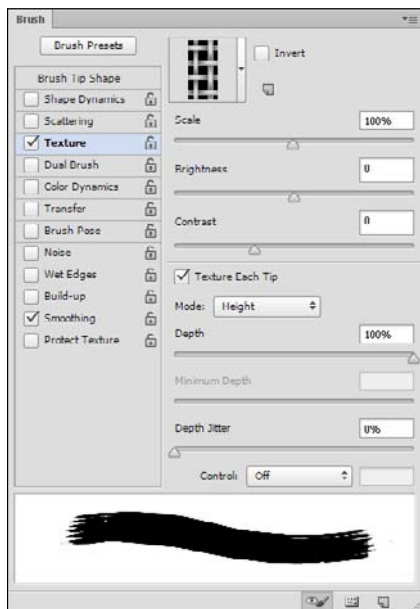 Brush
Brush Presets
Invert
Brush Tip Shape
Shape Dynamics
Scattering
Texture
Dual Brush
Color Dynamics
Transfer
Brush Pose
Noise
Wet Edges
Build-up
Smoothing
Protect Texture
Scale 100%
Brightness 0
Contrast 0
Texture Each Tip
Mode: Height
Depth 100%
Minimum Depth
Depth Jitter 0%
Control: Off